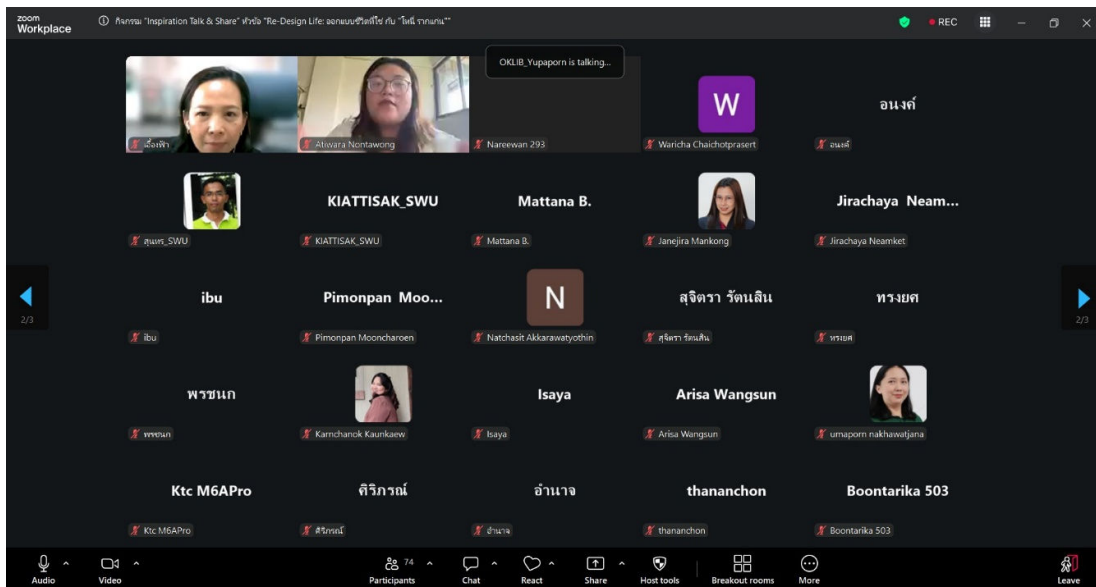 zoom
Workplace
กิจกรรม "Inspiration Talk & Share" หัวข้อ "Re-Design Life: ออกแบบชีวิตที่ใช่ กับ "โหนี่ รากแก่น""
REC
OKLIB_Yupaporn is talking...
เฟื่องฟ้า
Atiwara Nontawong
Nareewan 293
W
Waricha Chaichotprasert
อนงค์
อนงค์
สุนทร_SWU
KIATTISAK_SWU
KIATTISAK_SWU
Mattana B.
Mattana B.
Janejira Mankong
Jirachaya Neam...
Jirachaya Neamket
2/3
ibu
ibu
Pimonpan Moo...
Pimonpan Mooncharoen
N
Natchasit Akkarawatyothin
สุจิตรา รัตนสิน
สุจิตรา รัตนสิน
ทรงยศ
ทรงยศ
2/3
พรชนก
พรชนก
Karnchanok Kaunkaew
Isaya
Isaya
Arisa Wangsun
Arisa Wangsun
umaporn nakhawatjana
Ktc M6APro
Ktc M6APro
ศิริภรณ์
ศิริภรณ์
อำนาจ
อำนาจ
thananchon
thananchon
Boontarika 503
Boontarika 503
Audio
Video
74
Participants
Chat
React
Share
Host tools
Breakout rooms
More
Leave